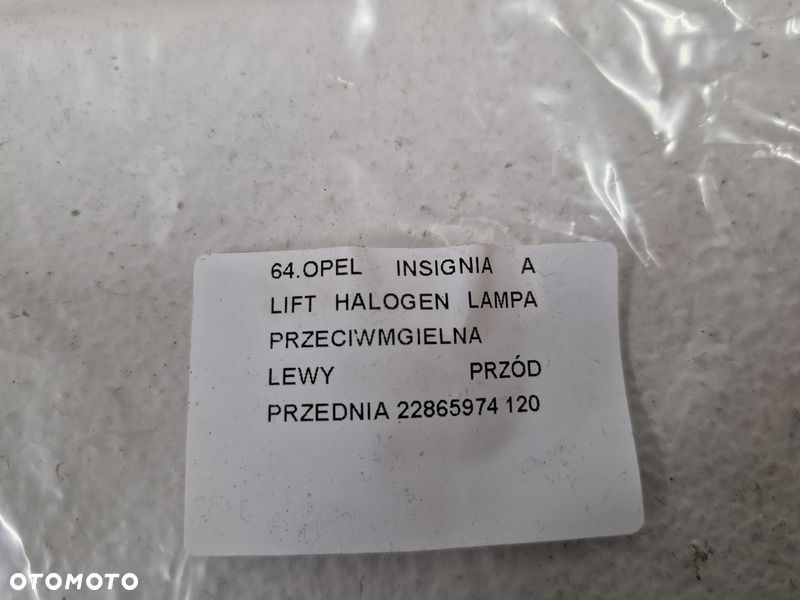 64.OPEL INSIGNIA A
LIFT HALOGEN LAMPA
PRZECIWMGIELNA
LEWY PRZÓD
PRZEDNIA 22865974 120
OTOMOTO